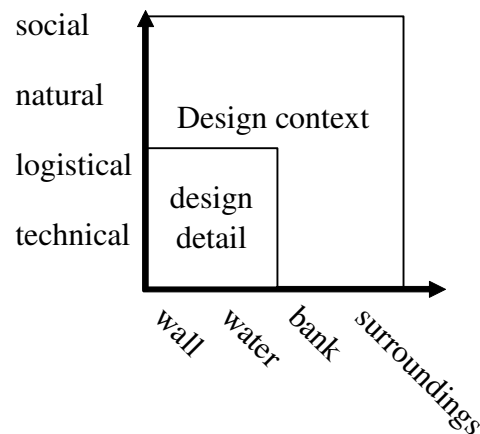 social
natural
Design context
logistical
design
detail
technical
wall
water
bank
surroundings